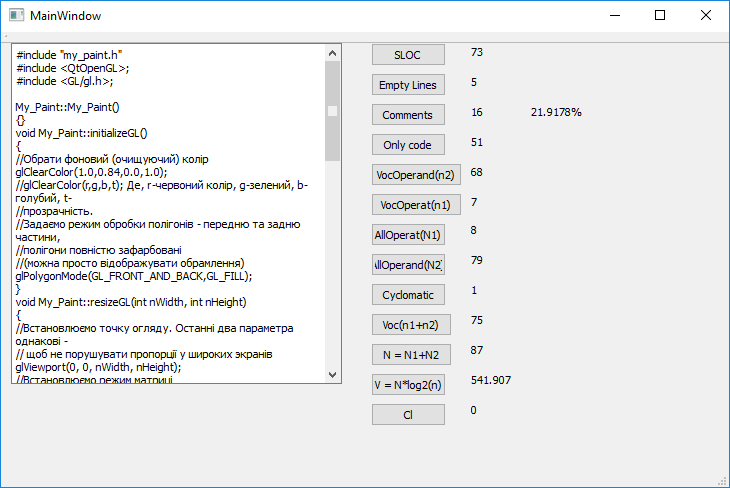 MainWindow
#include "my_paint.h"
#include <QtOpenGL>;
#include <GL/gl.h>;
My_Paint::My_Paint()
{}
void My_Paint::initializeGL()
{
//Обрати фоновий (очищуючий) колір
glClearColor(1.0,0.84,0.0,1.0);
//glClearColor(r,g,b,t); Де, r-червоний колір, g-зелений, b-
голубий, t-
//прозрачність.
//Задаємо режим обробки полігонів - передню та задню
частини,
//полігони повністю зафарбовані
//(можна просто відображувати обрамлення)
glPolygonMode(GL_FRONT_AND_BACK,GL_FILL);
}
void My_Paint::resizeGL(int nWidth, int nHeight)
{
//Встановлюємо точку огляду. Останні два параметра
однакові -
// щоб не порушувати пропорції у широких экранів
glViewport(0, 0, nWidth, nHeight);
//Встановлюємо режим матриці
SLOC 73
Empty Lines 5
Comments 16 21.9178%
Only code 51
VocOperand(n2) 68
VocOperat(n1) 7
AllOperat(N1) 8
AllOperand(N2) 79
Cyclomatic 1
Voc(n1+n2) 75
N = N1+N2 87
V = N*log2(n) 541.907
Cl 0